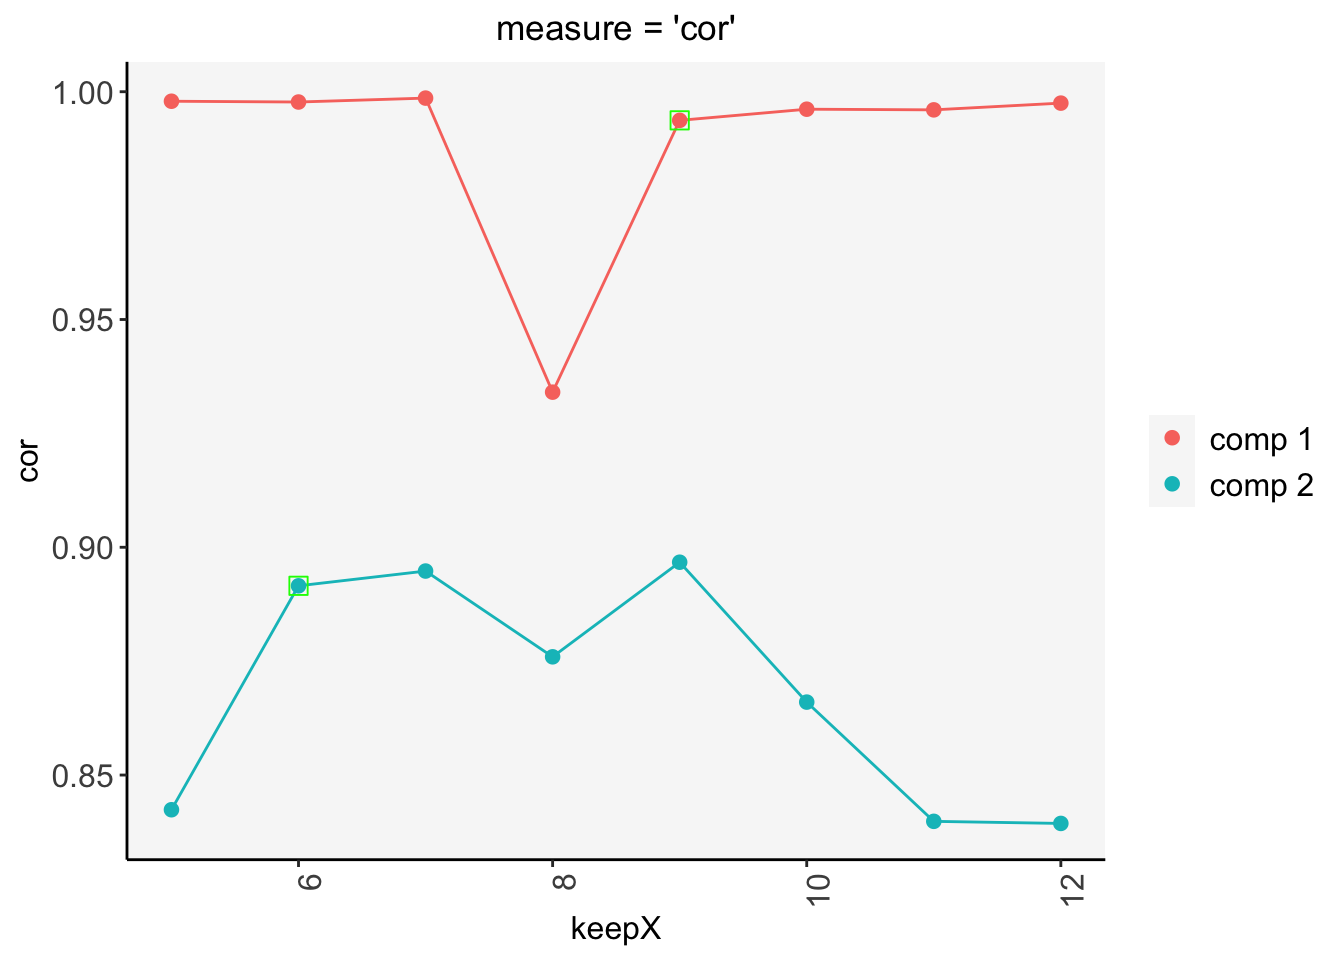 measure = 'cor'
1.00
0.95
0.90
0.85
cor
6
8
10
12
keepX
comp 1
comp 2